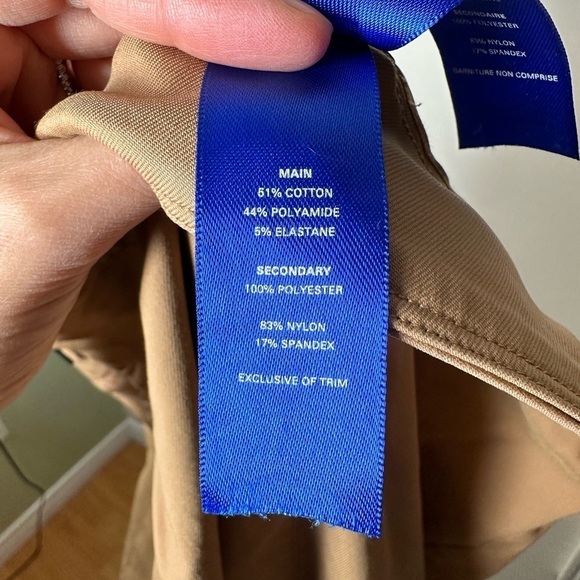 MAIN
51% COTTON
44% POLYAMIDE
5% ELASTANE
SECONDARY
100% POLYESTER
83% NYLON
17% SPANDEX
EXCLUSIVE OF TRIM
SECONDAIRE
100% POLYESTER
83% NYLON
17% SPANDEX
GARNITURE NON COMPRISE